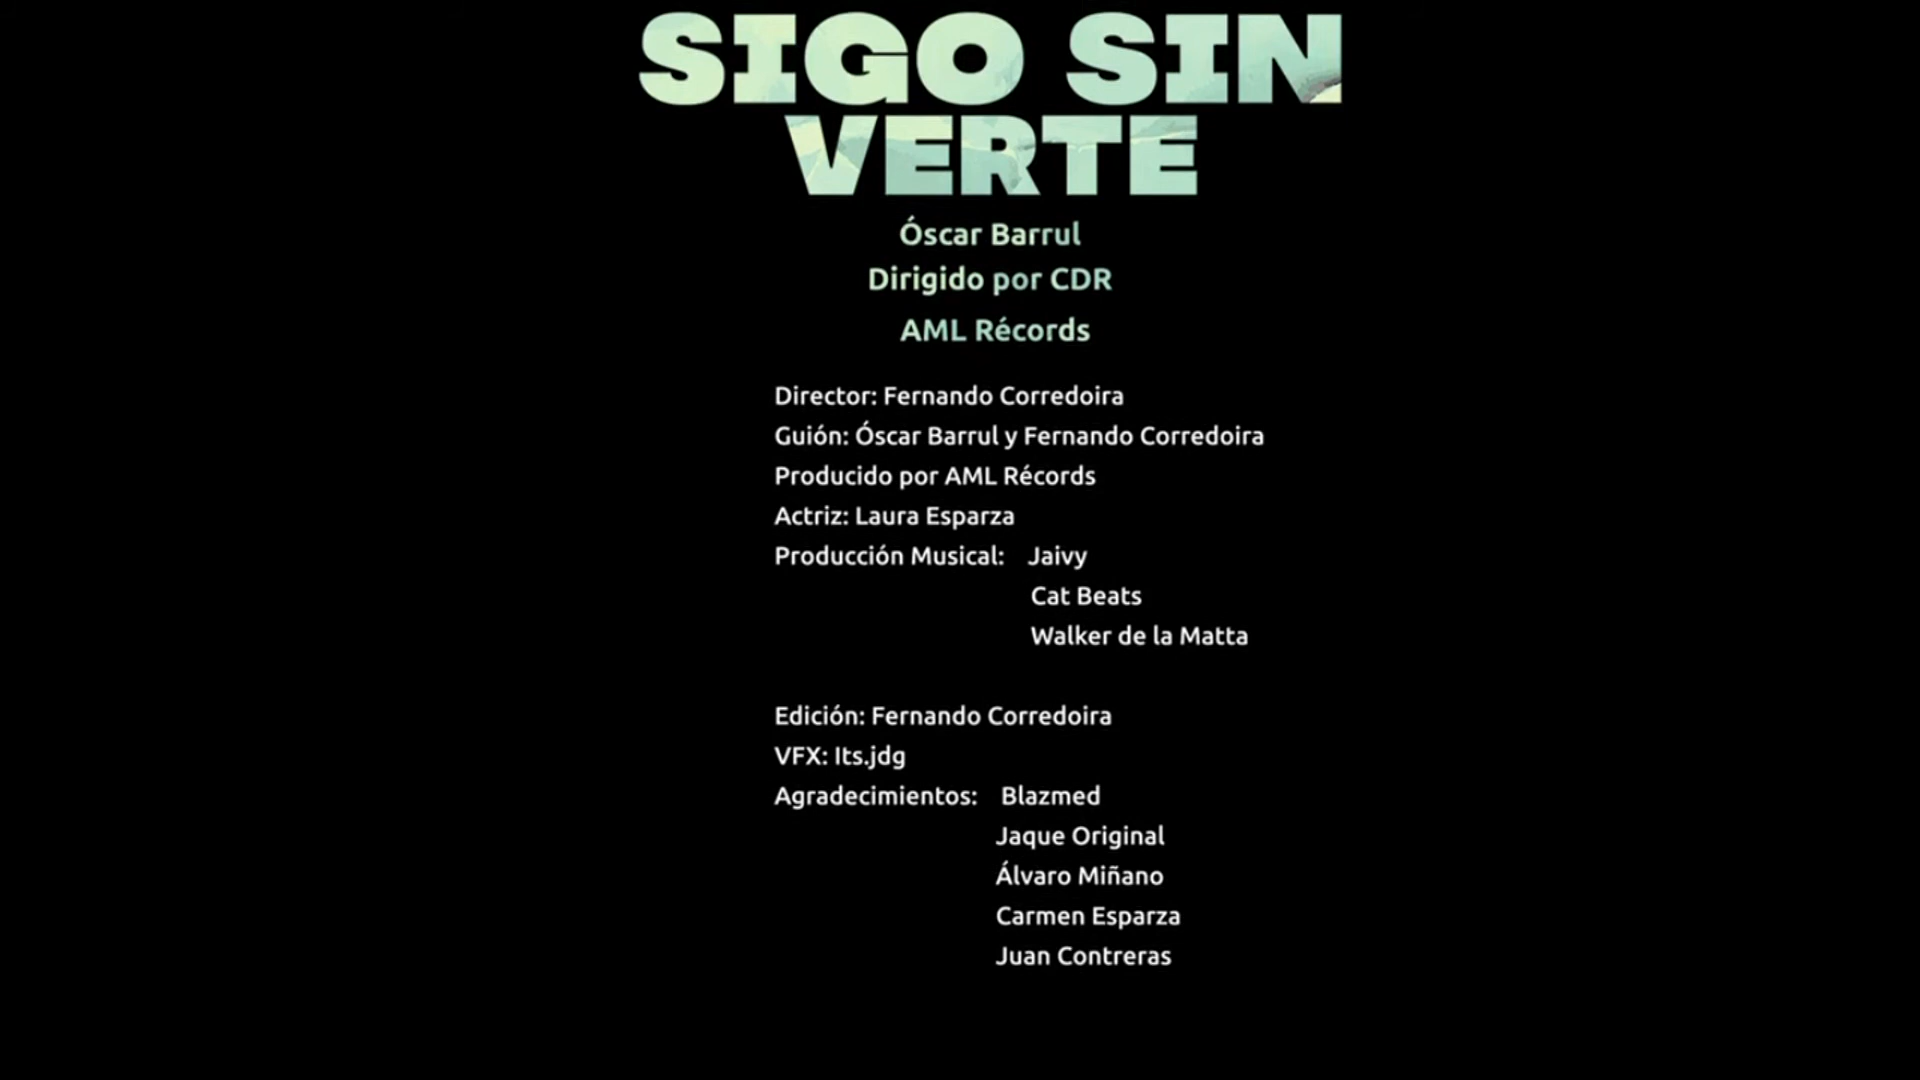 SIGO SIN
VERTE
Óscar Barrul
Dirigido por CDR
AML Récords
Director: Fernando Corredoira
Guión: Óscar Barrul y Fernando Corredoira
Producido por AML Récords
Actriz: Laura Esparza
Producción Musical: Jaivy
Cat Beats
Walker de la Matta
Edición: Fernando Corredoira
VFX: Its.jdg
Agradecimientos: Blazmed
Jaque Original
Álvaro Miñano
Carmen Esparza
Juan Contreras